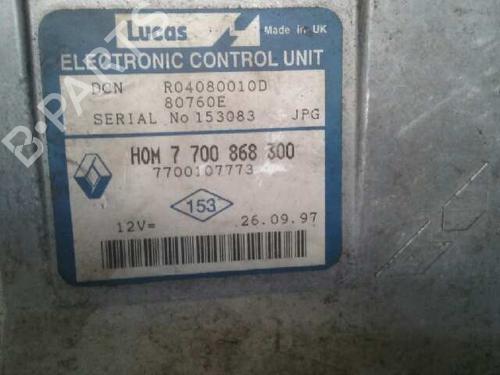 Lucas
Made in UK
ELECTRONIC CONTROL UNIT
DCN R04080010D
80760E
SERIAL No 153083 JPG
HOM 7 700 868 300
7700107773
153
12V= 26.09.97
B-PARTS